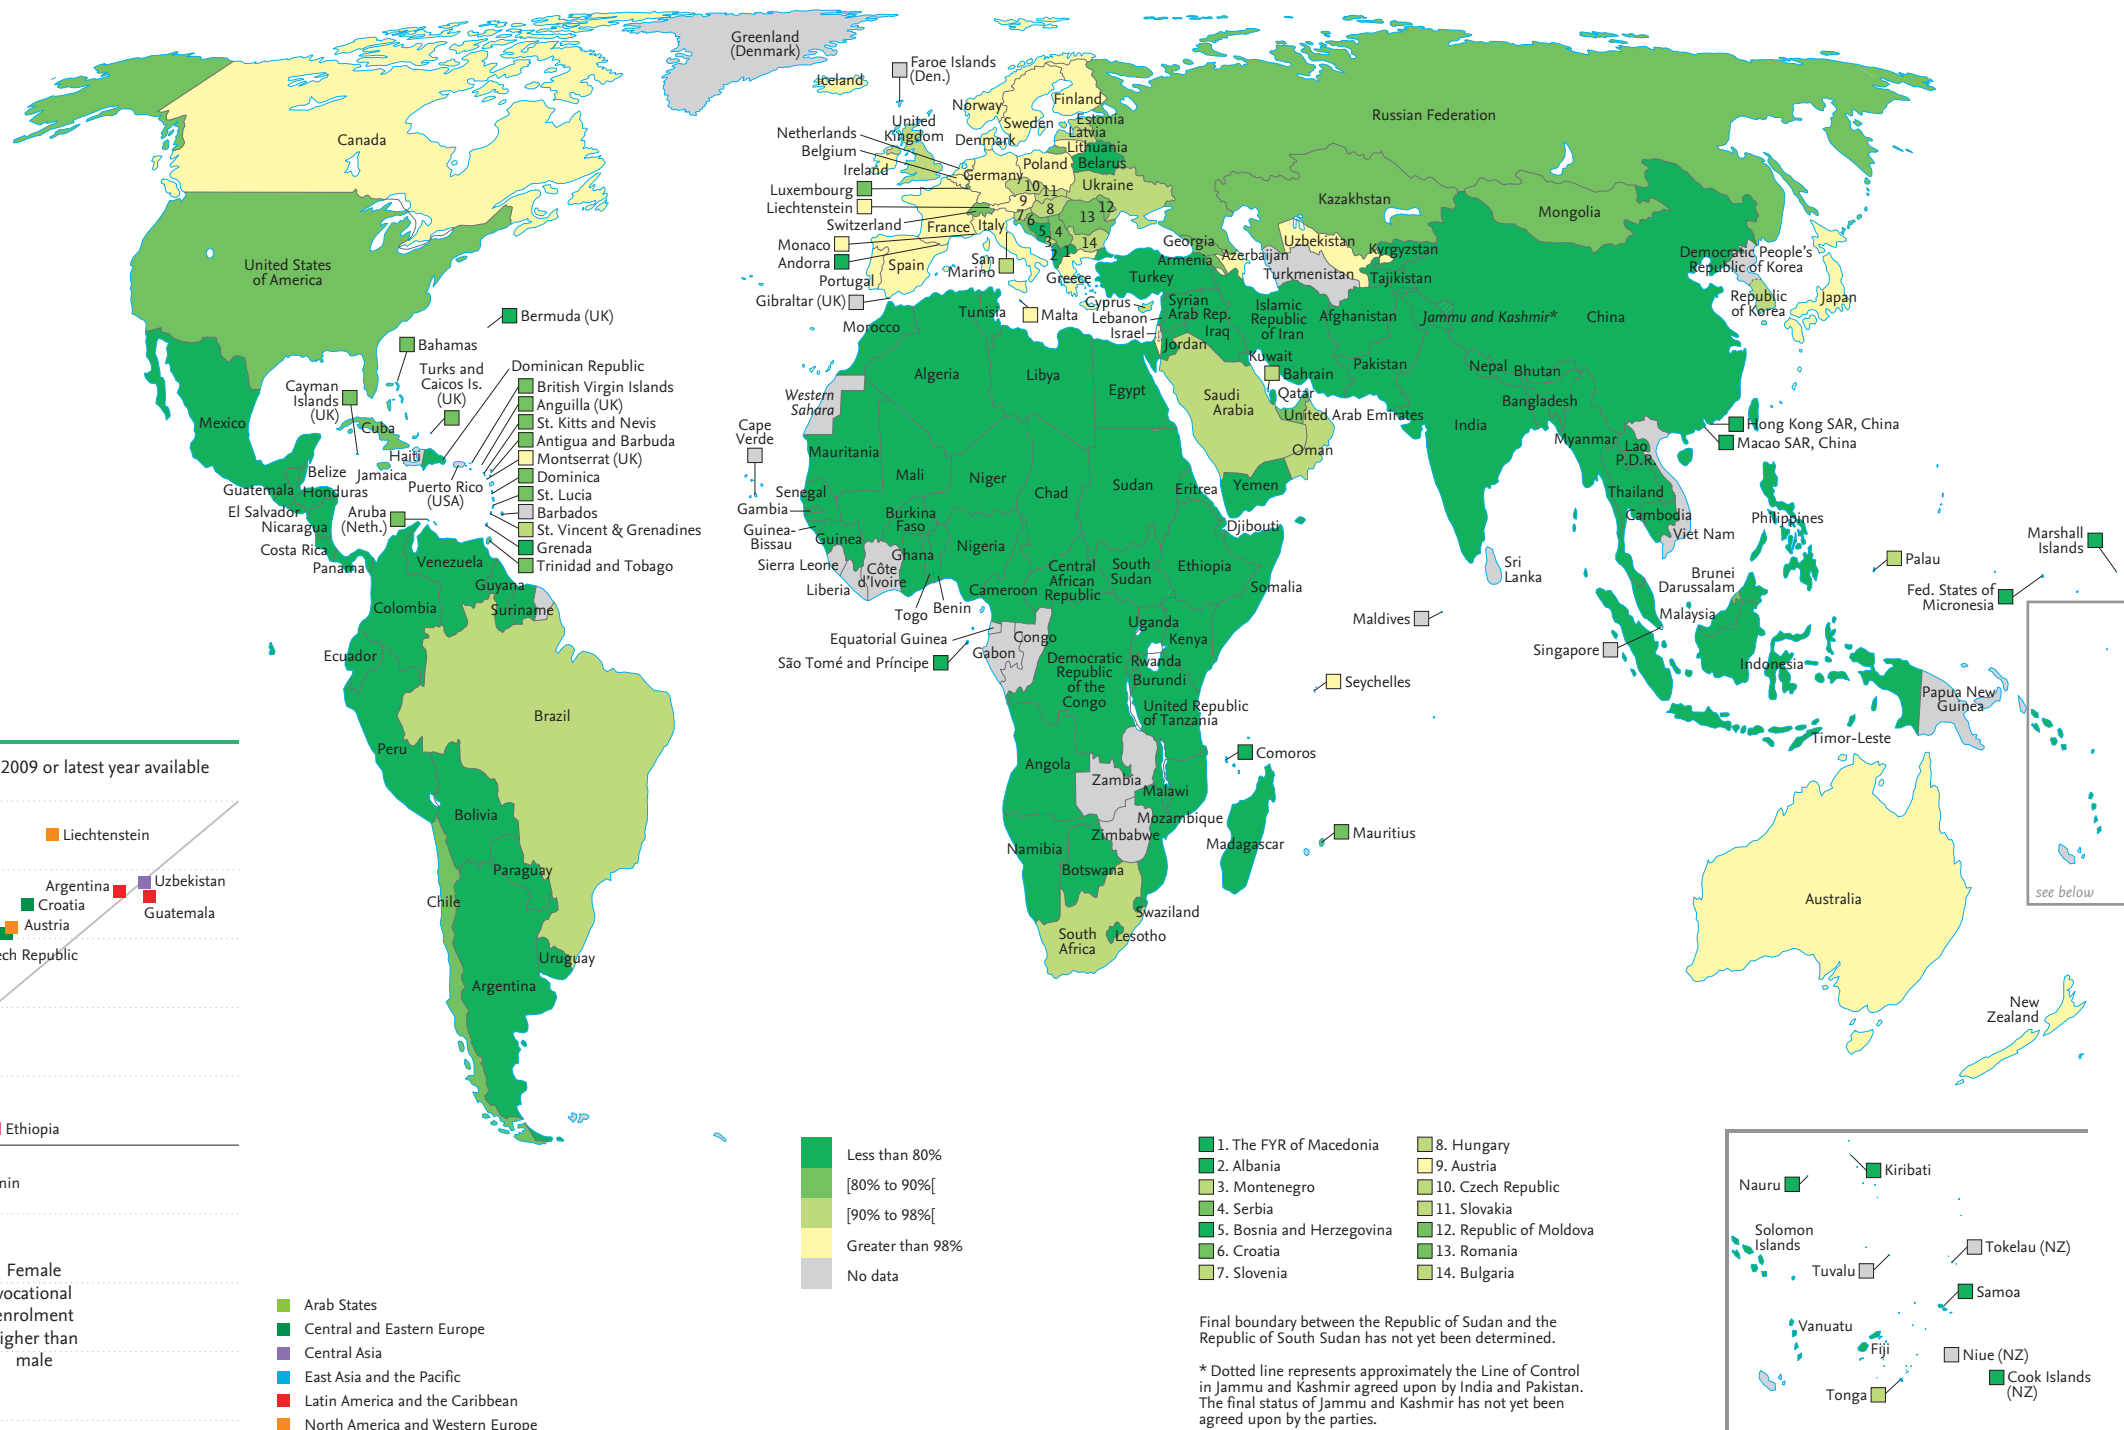 Greenland
(Denmark)
Faroe Islands
(Den.)
Iceland
Norway
Finland
Sweden
Estonia
Latvia
Lithuania
Belarus
United
Kingdom
Netherlands
Belgium
Denmark
Ireland
Poland
Germany
Ukraine
Luxembourg
Liechtenstein
Switzerland
France
Italy
Monaco
Andorra
San
Marino
Spain
Portugal
Greece
Gibraltar (UK)
10
11
9
8
7
6
5
4
3
2
1
12
13
14
Russian Federation
Canada
Kazakhstan
Mongolia
United States
of America
Georgia
Armenia
Azerbaijan
Uzbekistan
Turkmenistan
Kyrgyzstan
Tajikistan
Democratic People's
Republic of Korea
Republic
of Korea
Japan
Turkey
Cyprus
Lebanon
Israel
Syrian
Arab Rep.
Iraq
Jordan
Islamic
Republic
of Iran
Afghanistan
Jammu and Kashmir*
China
Bermuda (UK)
Bahamas
Tunisia
Malta
Morocco
Kuwait
Bahrain
Qatar
Pakistan
Nepal
Bhutan
Bangladesh
Turks and
Caicos Is.
(UK)
Dominican Republic
British Virgin Islands
Anguilla (UK)
St. Kitts and Nevis
Antigua and Barbuda
Montserrat (UK)
Dominica
St. Lucia
Barbados
St. Vincent & Grenadines
Grenada
Trinidad and Tobago
Cayman
Islands
(UK)
Mexico
Cuba
Haiti
Jamaica
Puerto Rico
(USA)
Belize
Guatemala
Honduras
El Salvador
Nicaragua
Costa Rica
Panama
Aruba
(Neth.)
Western
Sahara
Algeria
Libya
Egypt
Saudi
Arabia
United Arab Emirates
Oman
Yemen
India
Myanmar
Lao
P.D.R.
Hong Kong SAR, China
Macao SAR, China
Cape
Verde
Mauritania
Mali
Niger
Chad
Sudan
Eritrea
Senegal
Gambia
Guinea-
Bissau
Guinea
Burkina
Faso
Ghana
Nigeria
Sierra Leone
Liberia
Côte
d'Ivoire
Togo
Benin
Cameroon
Central
African
Republic
South
Sudan
Ethiopia
Djibouti
Somalia
Thailand
Cambodia
Viet Nam
Philippines
Palau
Marshall
Islands
Fed. States of
Micronesia
Sri
Lanka
Maldives
Brunei
Darussalam
Malaysia
Singapore
Indonesia
Papua New
Guinea
Timor-Leste
Venezuela
Guyana
Suriname
Colombia
Ecuador
Brazil
Peru
Bolivia
Paraguay
Chile
Uruguay
Argentina
Equatorial Guinea
São Tomé and Príncipe
Gabon
Congo
Democratic
Republic
of the
Congo
Uganda
Kenya
Rwanda
Burundi
United Republic
of Tanzania
Seychelles
Comoros
Angola
Zambia
Malawi
Mozambique
Zimbabwe
Namibia
Botswana
Madagascar
Mauritius
Swaziland
South
Africa
Lesotho
Australia
New
Zealand
see below
2009 or latest year available
Liechtenstein
Argentina
Uzbekistan
Croatia
Guatemala
Austria
ech Republic
Ethiopia
nin
Female
vocational
enrolment
igher than
male
Arab States
Central and Eastern Europe
Central Asia
East Asia and the Pacific
Latin America and the Caribbean
North America and Western Europe
Less than 80%
[80% to 90%[
[90% to 98%[
Greater than 98%
No data
1. The FYR of Macedonia
2. Albania
3. Montenegro
4. Serbia
5. Bosnia and Herzegovina
6. Croatia
7. Slovenia
8. Hungary
9. Austria
10. Czech Republic
11. Slovakia
12. Republic of Moldova
13. Romania
14. Bulgaria
Final boundary between the Republic of Sudan and the
Republic of South Sudan has not yet been determined.
* Dotted line represents approximately the Line of Control
in Jammu and Kashmir agreed upon by India and Pakistan.
The final status of Jammu and Kashmir has not yet been
agreed upon by the parties.
Kiribati
Nauru
Solomon
Islands
Tuvalu
Tokelau (NZ)
Samoa
Vanuatu
Fiji
Niue (NZ)
Cook Islands
(NZ)
Tonga